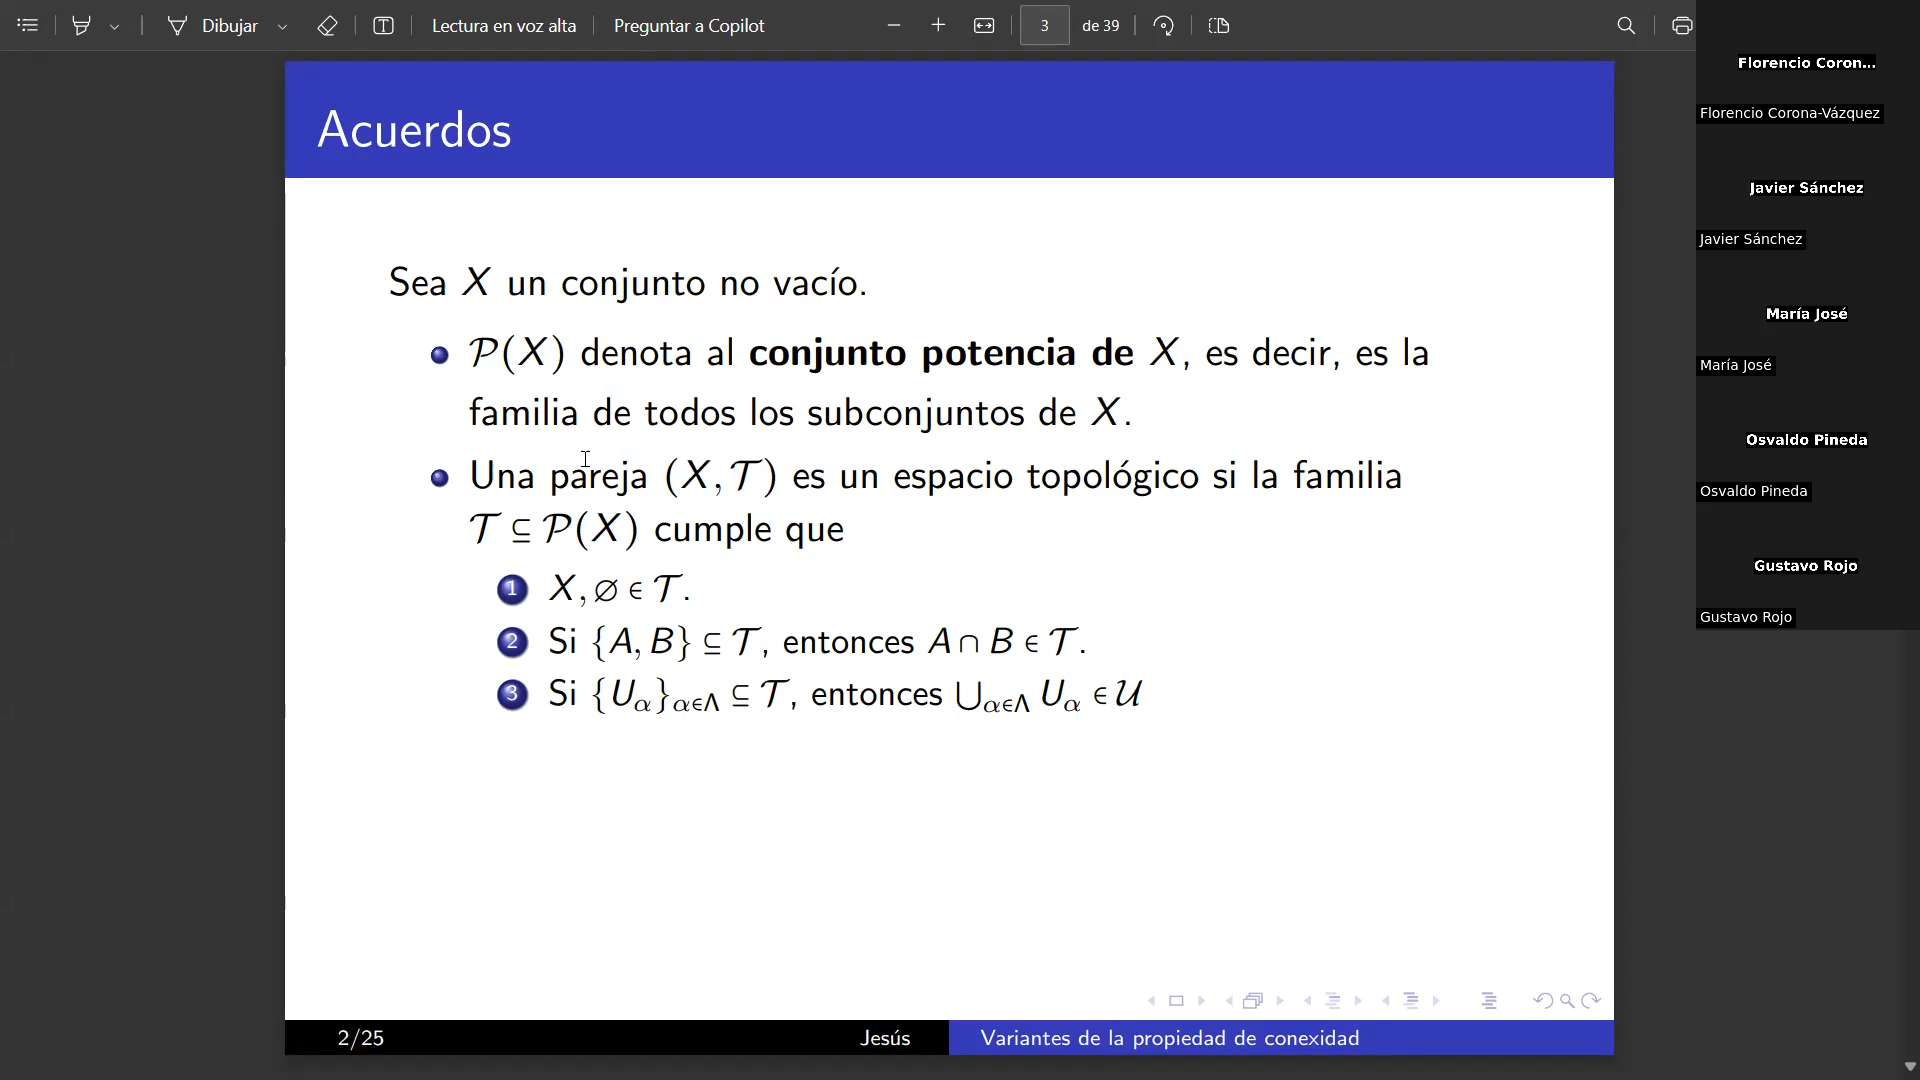 Dibujar
Lectura en voz alta
Preguntar a Copilot
3 de 39
Acuerdos
Sea X un conjunto no vacío.
𝒫(X) denota al conjunto potencia de X, es decir, es la
familia de todos los subconjuntos de X.
Una pareja (X, 𝒯) es un espacio topológico si la familia
𝒯 ⊆ 𝒫(X) cumple que
1 X, ∅ ∈ 𝒯.
2 Si {A, B} ⊆ 𝒯, entonces A ∩ B ∈ 𝒯.
3 Si {U_α}_{α∈Λ} ⊆ 𝒯, entonces ⋃_{α∈Λ} U_α ∈ 𝒰
2/25
Jesús
Variantes de la propiedad de conexidad
Florencio Coron...
Florencio Corona-Vázquez
Javier Sánchez
Javier Sánchez
María José
María José
Osvaldo Pineda
Osvaldo Pineda
Gustavo Rojo
Gustavo Rojo